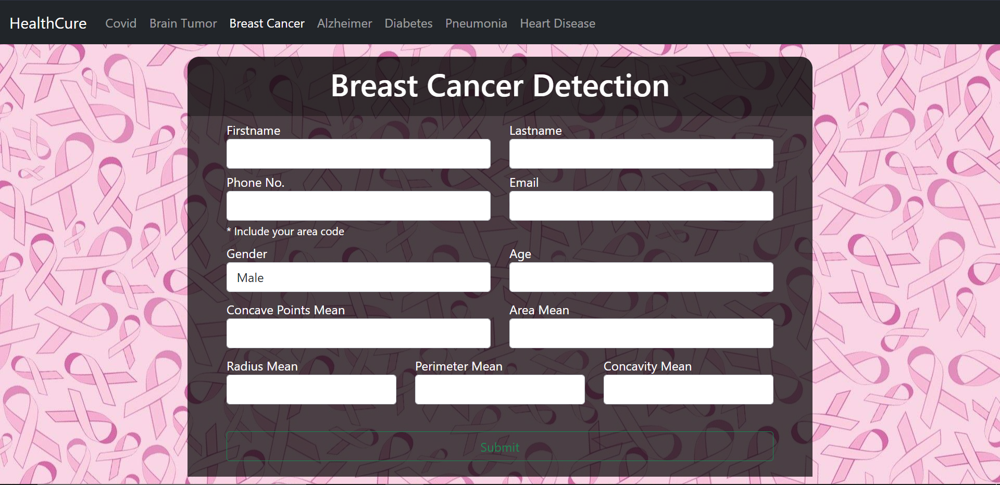 HealthCure Covid Brain Tumor Breast Cancer Alzheimer Diabetes Pneumonia Heart Disease
Breast Cancer Detection
Firstname Lastname
Phone No. Email
* Include your area code
Gender Age
Male
Concave Points Mean Area Mean
Radius Mean Perimeter Mean Concavity Mean
Submit